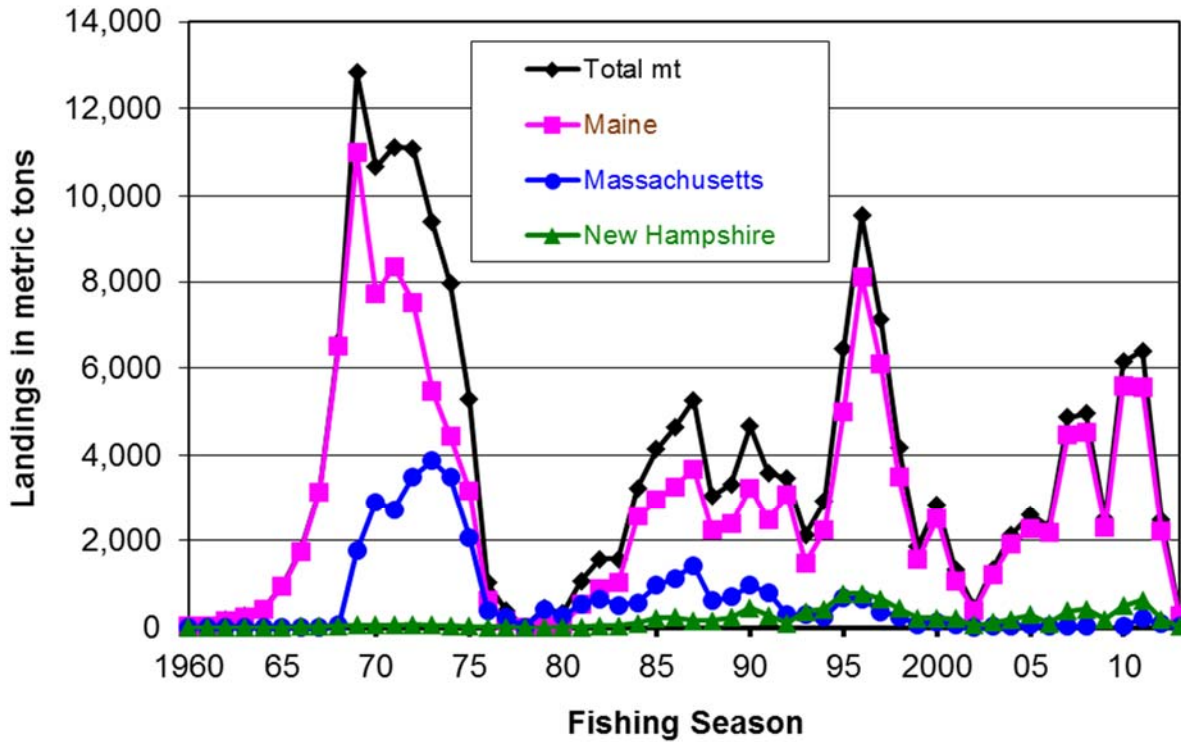 14,000
12,000
10,000
8,000
6,000
4,000
2,000
0
Landings in metric tons
Total mt
Maine
Massachusetts
New Hampshire
1960 65 70 75 80 85 90 95 2000 05 10
Fishing Season